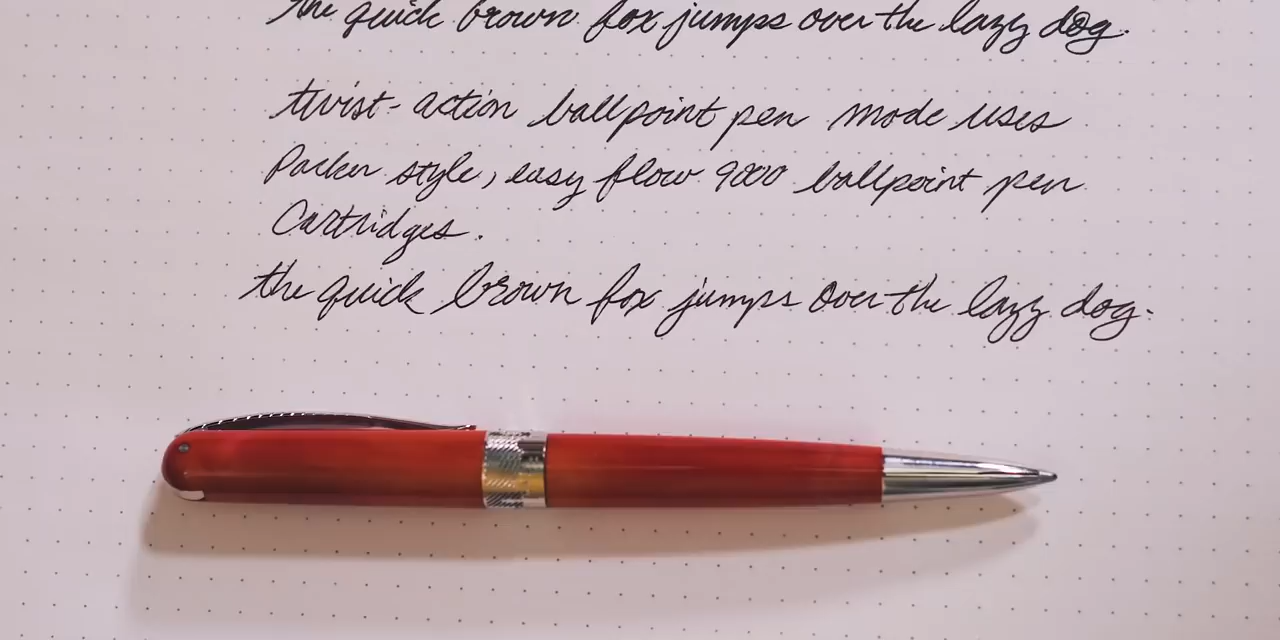 the quick brown fox jumps over the lazy dog.
twist-action ballpoint pen mode uses
Parker style, easy flow 9000 ballpoint pen
Cartridges.
the quick brown fox jumps over the lazy dog.